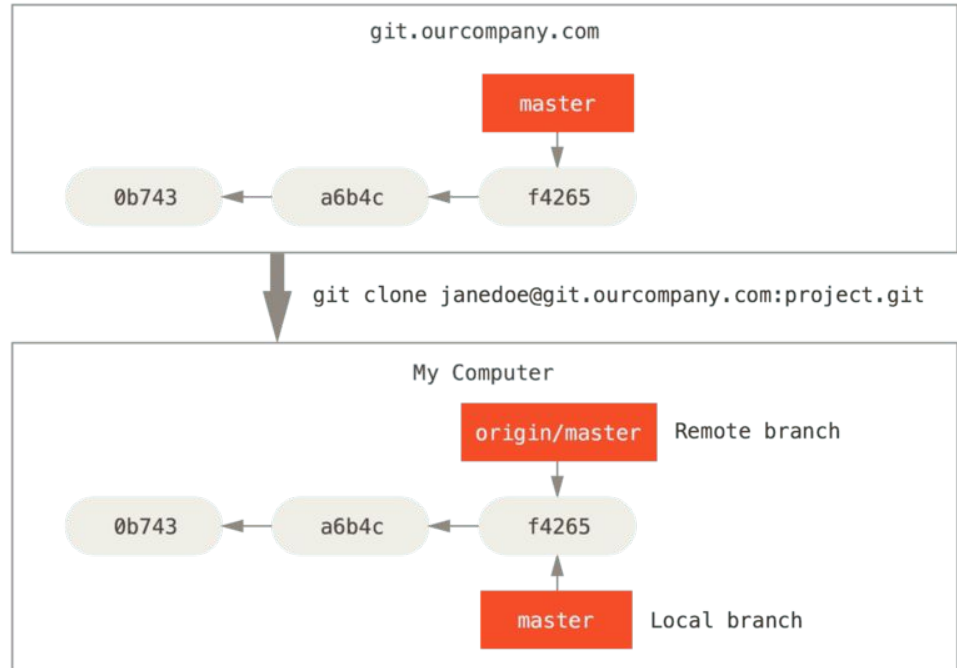 git.ourcompany.com
master
0b743 a6b4c f4265
git clone janedoe@git.ourcompany.com:project.git
My Computer
origin/master Remote branch
0b743 a6b4c f4265
master Local branch